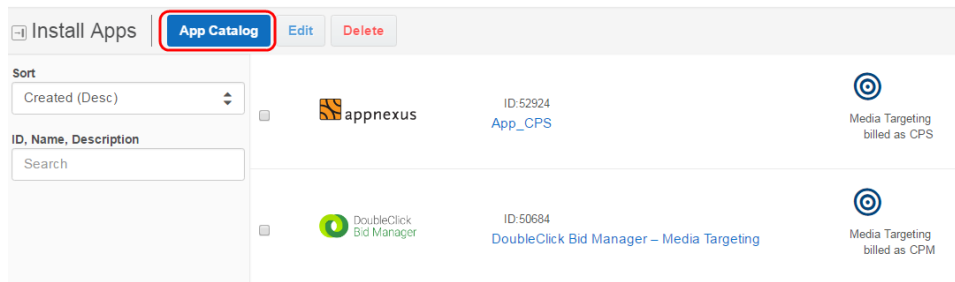 Install Apps
App Catalog
Edit
Delete
Sort
Created (Desc)
ID, Name, Description
Search
appnexus
ID:52924
App_CPS
Media Targeting
billed as CPS
DoubleClick
Bid Manager
ID:50684
DoubleClick Bid Manager – Media Targeting
Media Targeting
billed as CPM